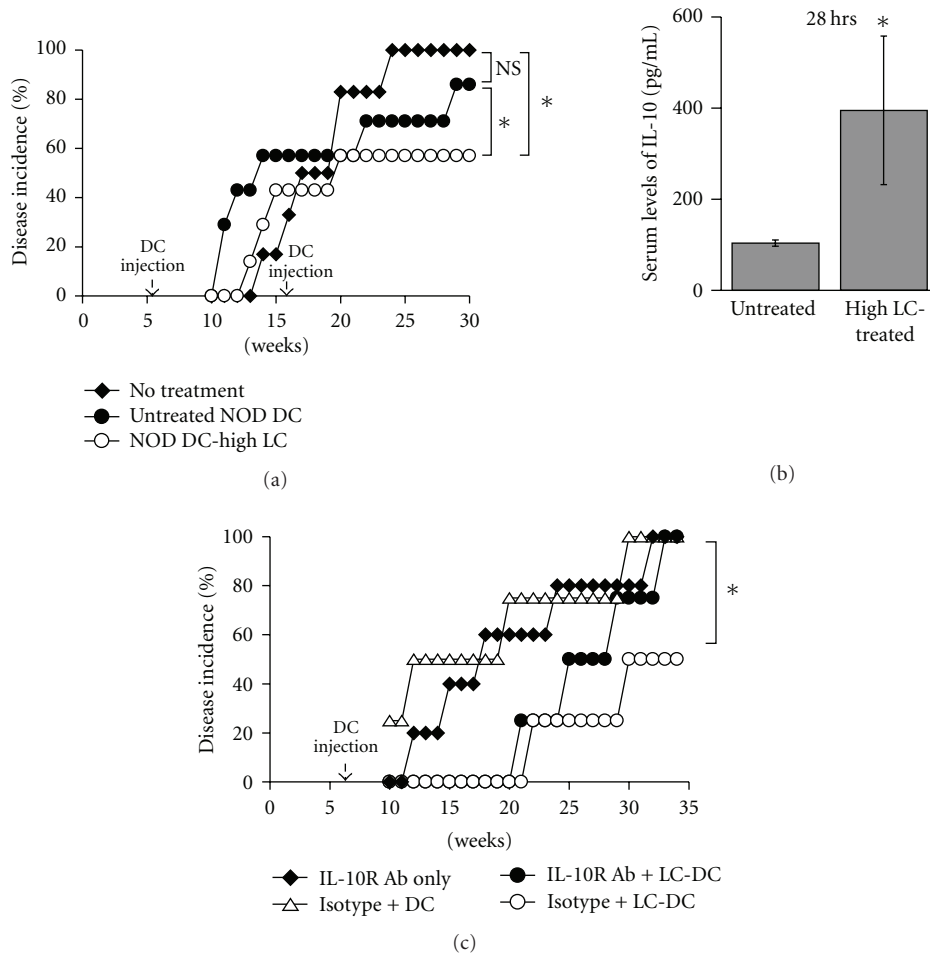 Disease incidence (%)
100
80
60
40
20
0
DC
injection
DC
injection
NS
*
*
0 5 10 15 20 25 30
(weeks)
No treatment
Untreated NOD DC
NOD DC-high LC
(a)
Serum levels of IL-10 (pg/mL)
600
400
200
0
28 hrs *
Untreated
High LC-
treated
(b)
Disease incidence (%)
100
80
60
40
20
0
DC
injection
*
0 5 10 15 20 25 30 35
(weeks)
IL-10R Ab only
Isotype + DC
IL-10R Ab + LC-DC
Isotype + LC-DC
(c)